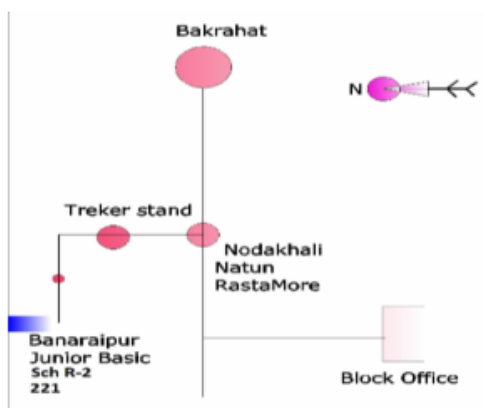 Bakrahat
N
Treker stand
Nodakhali
Natun
RastaMore
Banaraipur
Junior Basic
Sch R-2
221
Block Office